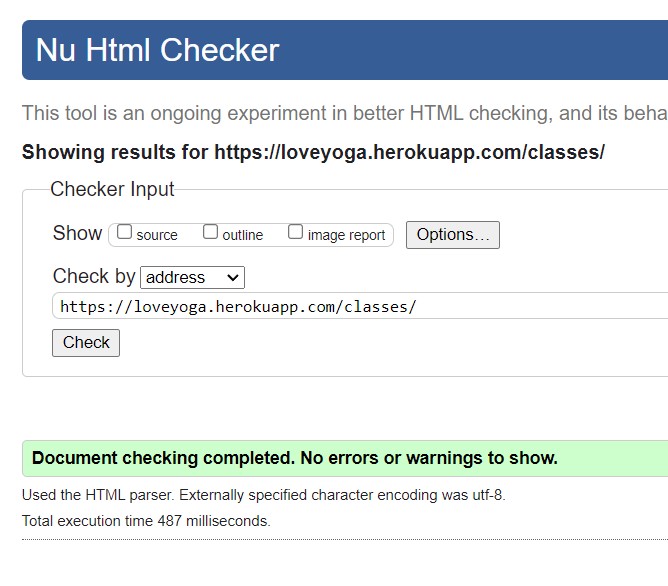 Nu Html Checker
This tool is an ongoing experiment in better HTML checking, and its beha
Showing results for https://loveyoga.herokuapp.com/classes/
Checker Input
Show source outline image report Options…
Check by address
https://loveyoga.herokuapp.com/classes/
Check
Document checking completed. No errors or warnings to show.
Used the HTML parser. Externally specified character encoding was utf-8.
Total execution time 487 milliseconds.